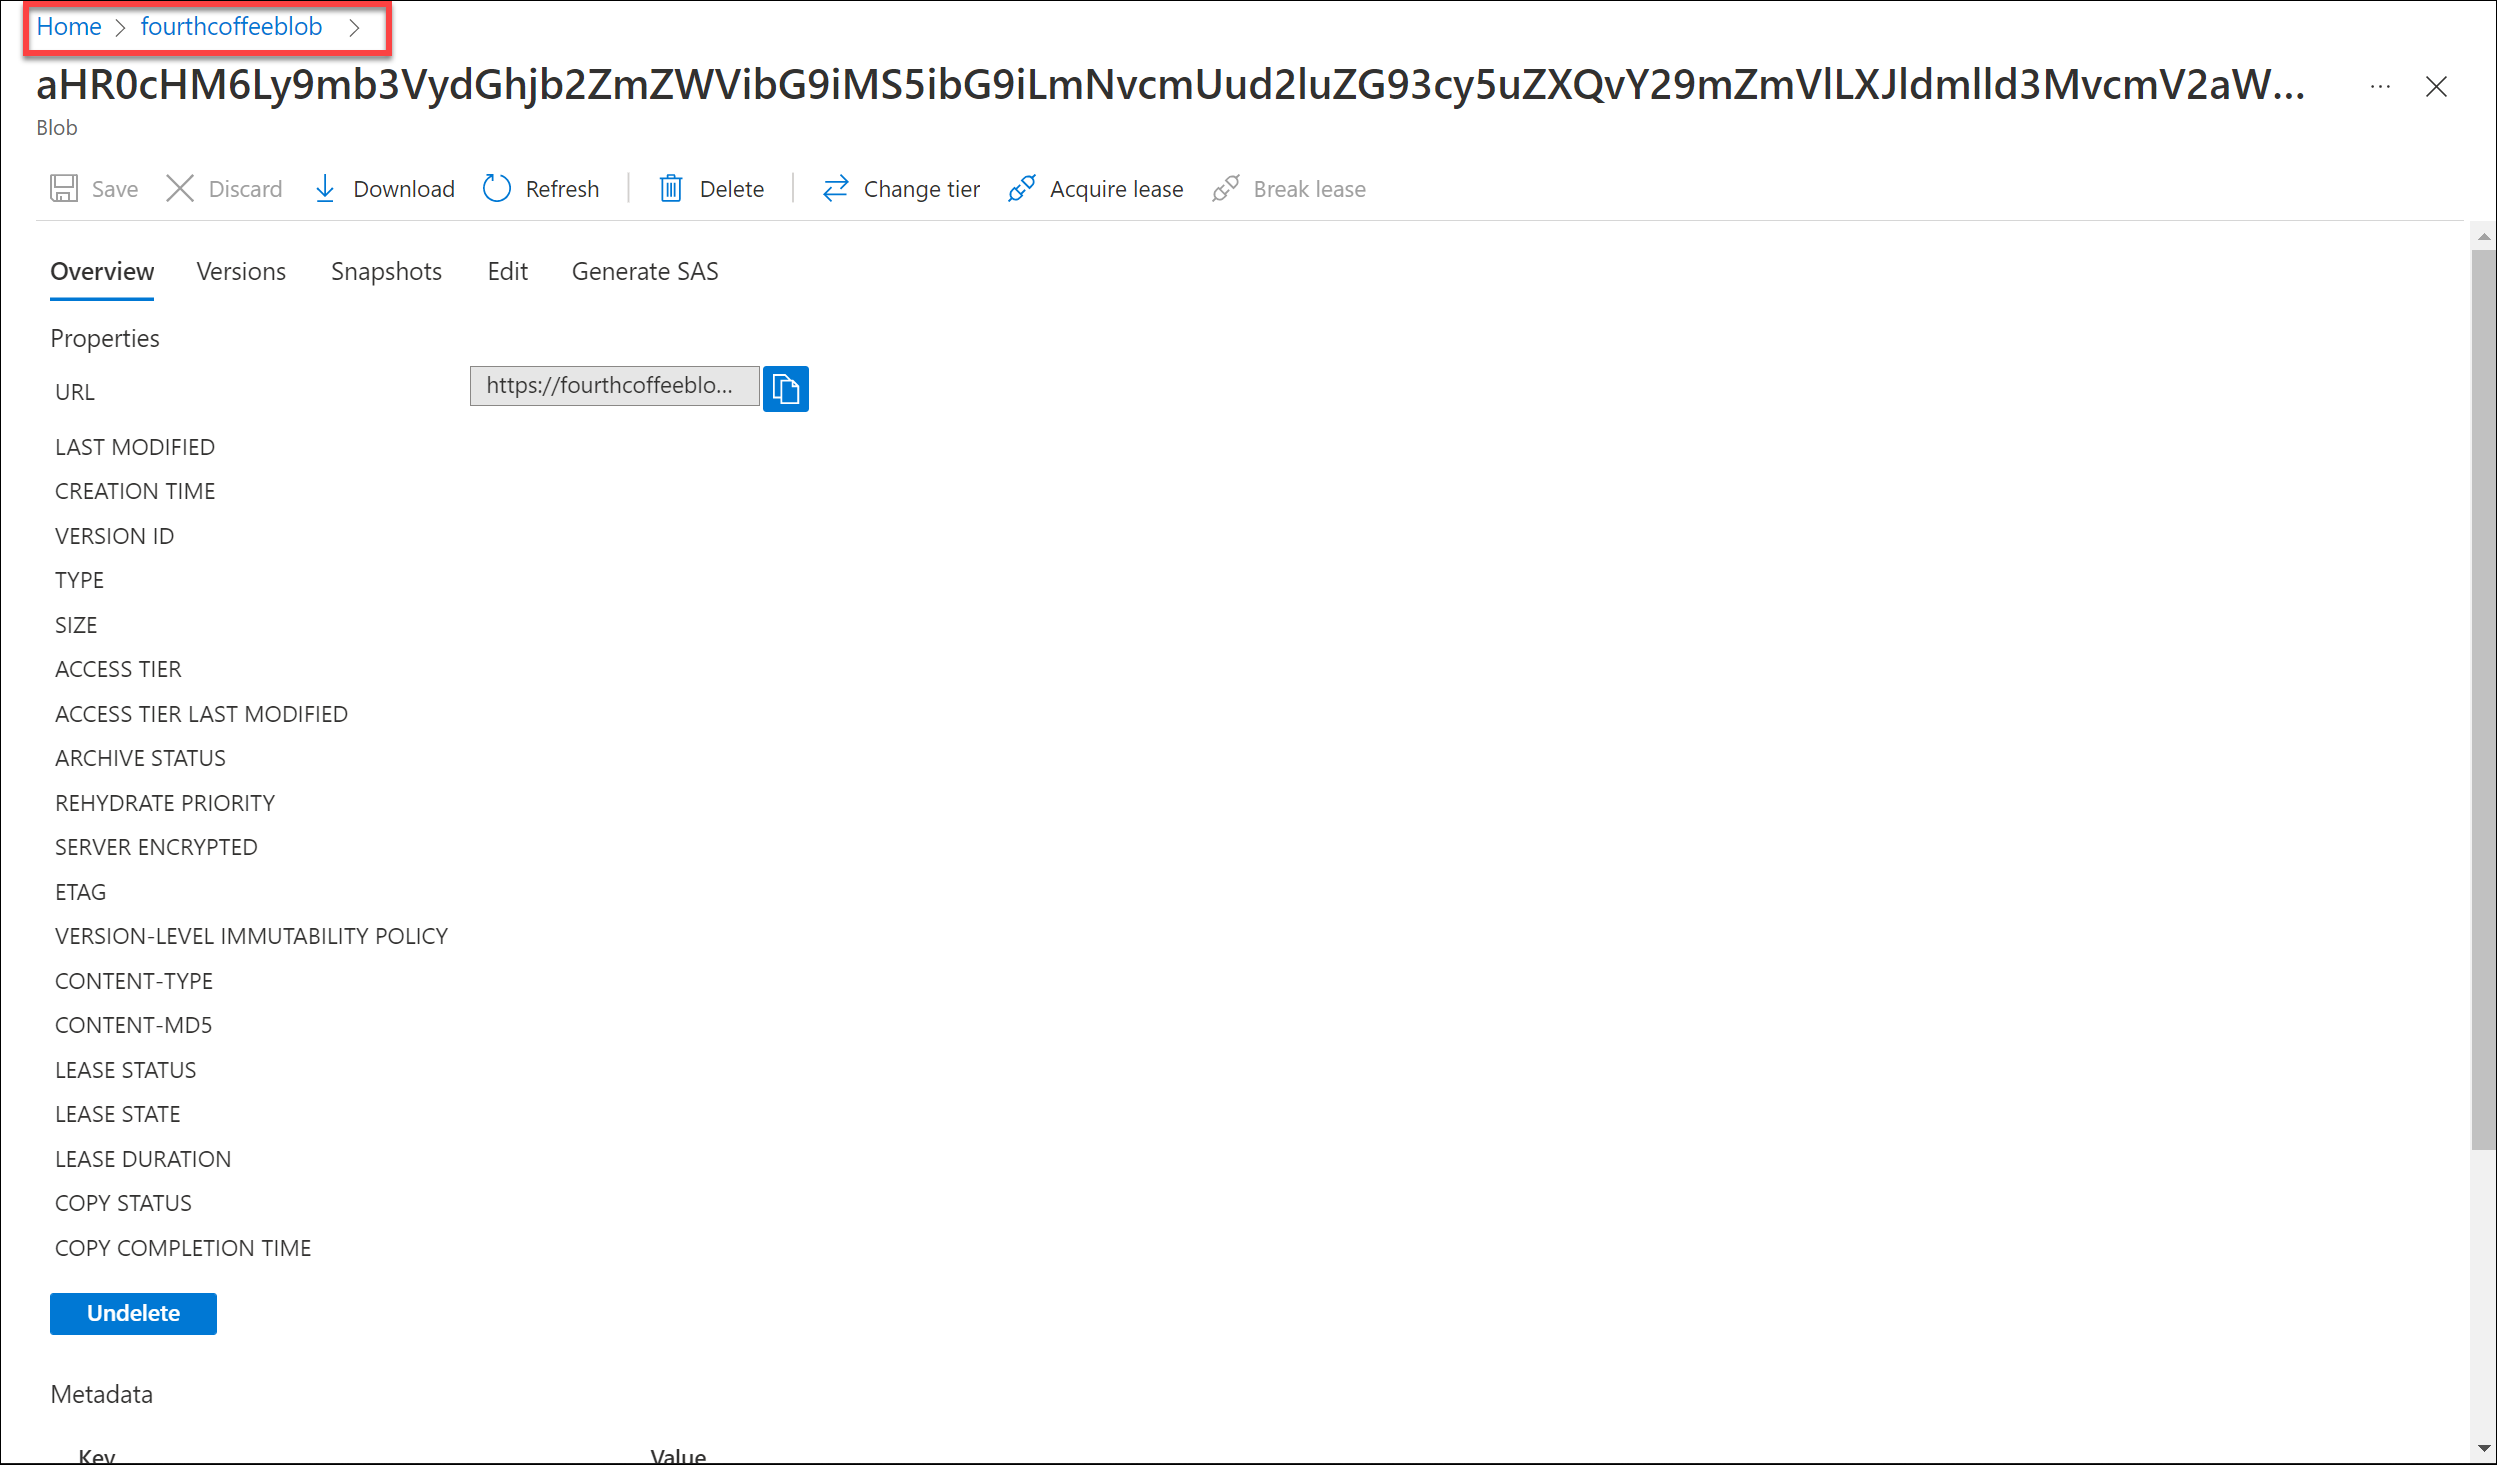 Home > fourthcoffeeblob >
aHR0cHM6Ly9mb3VydGhjb2ZmZWVibG9iMS5ibG9iLmNvcmUud2luZG93cy5uZXQvY29mZmVlLXJldmlld3MvcmV2aW...
Blob
Save Discard Download Refresh Delete Change tier Acquire lease Break lease
Overview Versions Snapshots Edit Generate SAS
Properties
URL https://fourthcoffeeblo...
LAST MODIFIED
CREATION TIME
VERSION ID
TYPE
SIZE
ACCESS TIER
ACCESS TIER LAST MODIFIED
ARCHIVE STATUS
REHYDRATE PRIORITY
SERVER ENCRYPTED
ETAG
VERSION-LEVEL IMMUTABILITY POLICY
CONTENT-TYPE
CONTENT-MD5
LEASE STATUS
LEASE STATE
LEASE DURATION
COPY STATUS
COPY COMPLETION TIME
Undelete
Metadata
Key Value